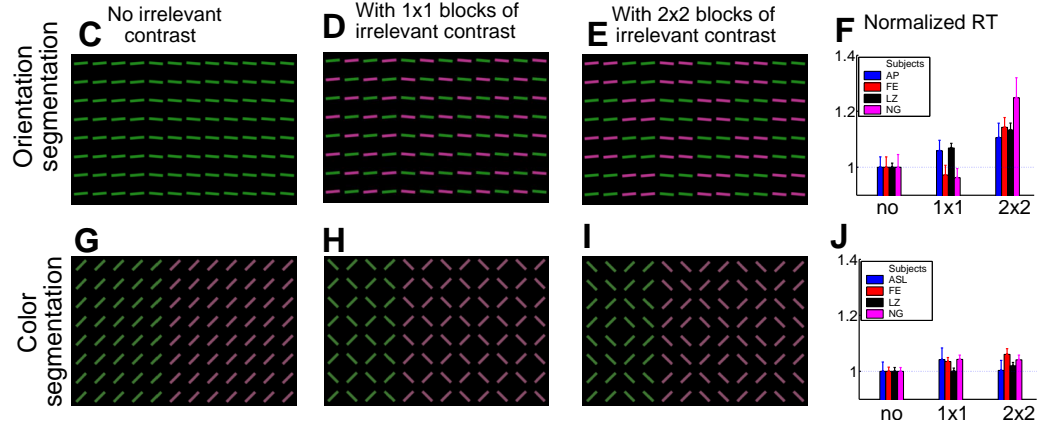 C No irrelevant
contrast
D With 1x1 blocks of
irrelevant contrast
E With 2x2 blocks of
irrelevant contrast
F Normalized RT
Orientation
segmentation
1.4
1.2
1
Subjects
AP
FE
LZ
NG
no 1x1 2x2
G
H
I
J
Color
segmentation
1.4
1.2
1
Subjects
ASL
FE
LZ
NG
no 1x1 2x2